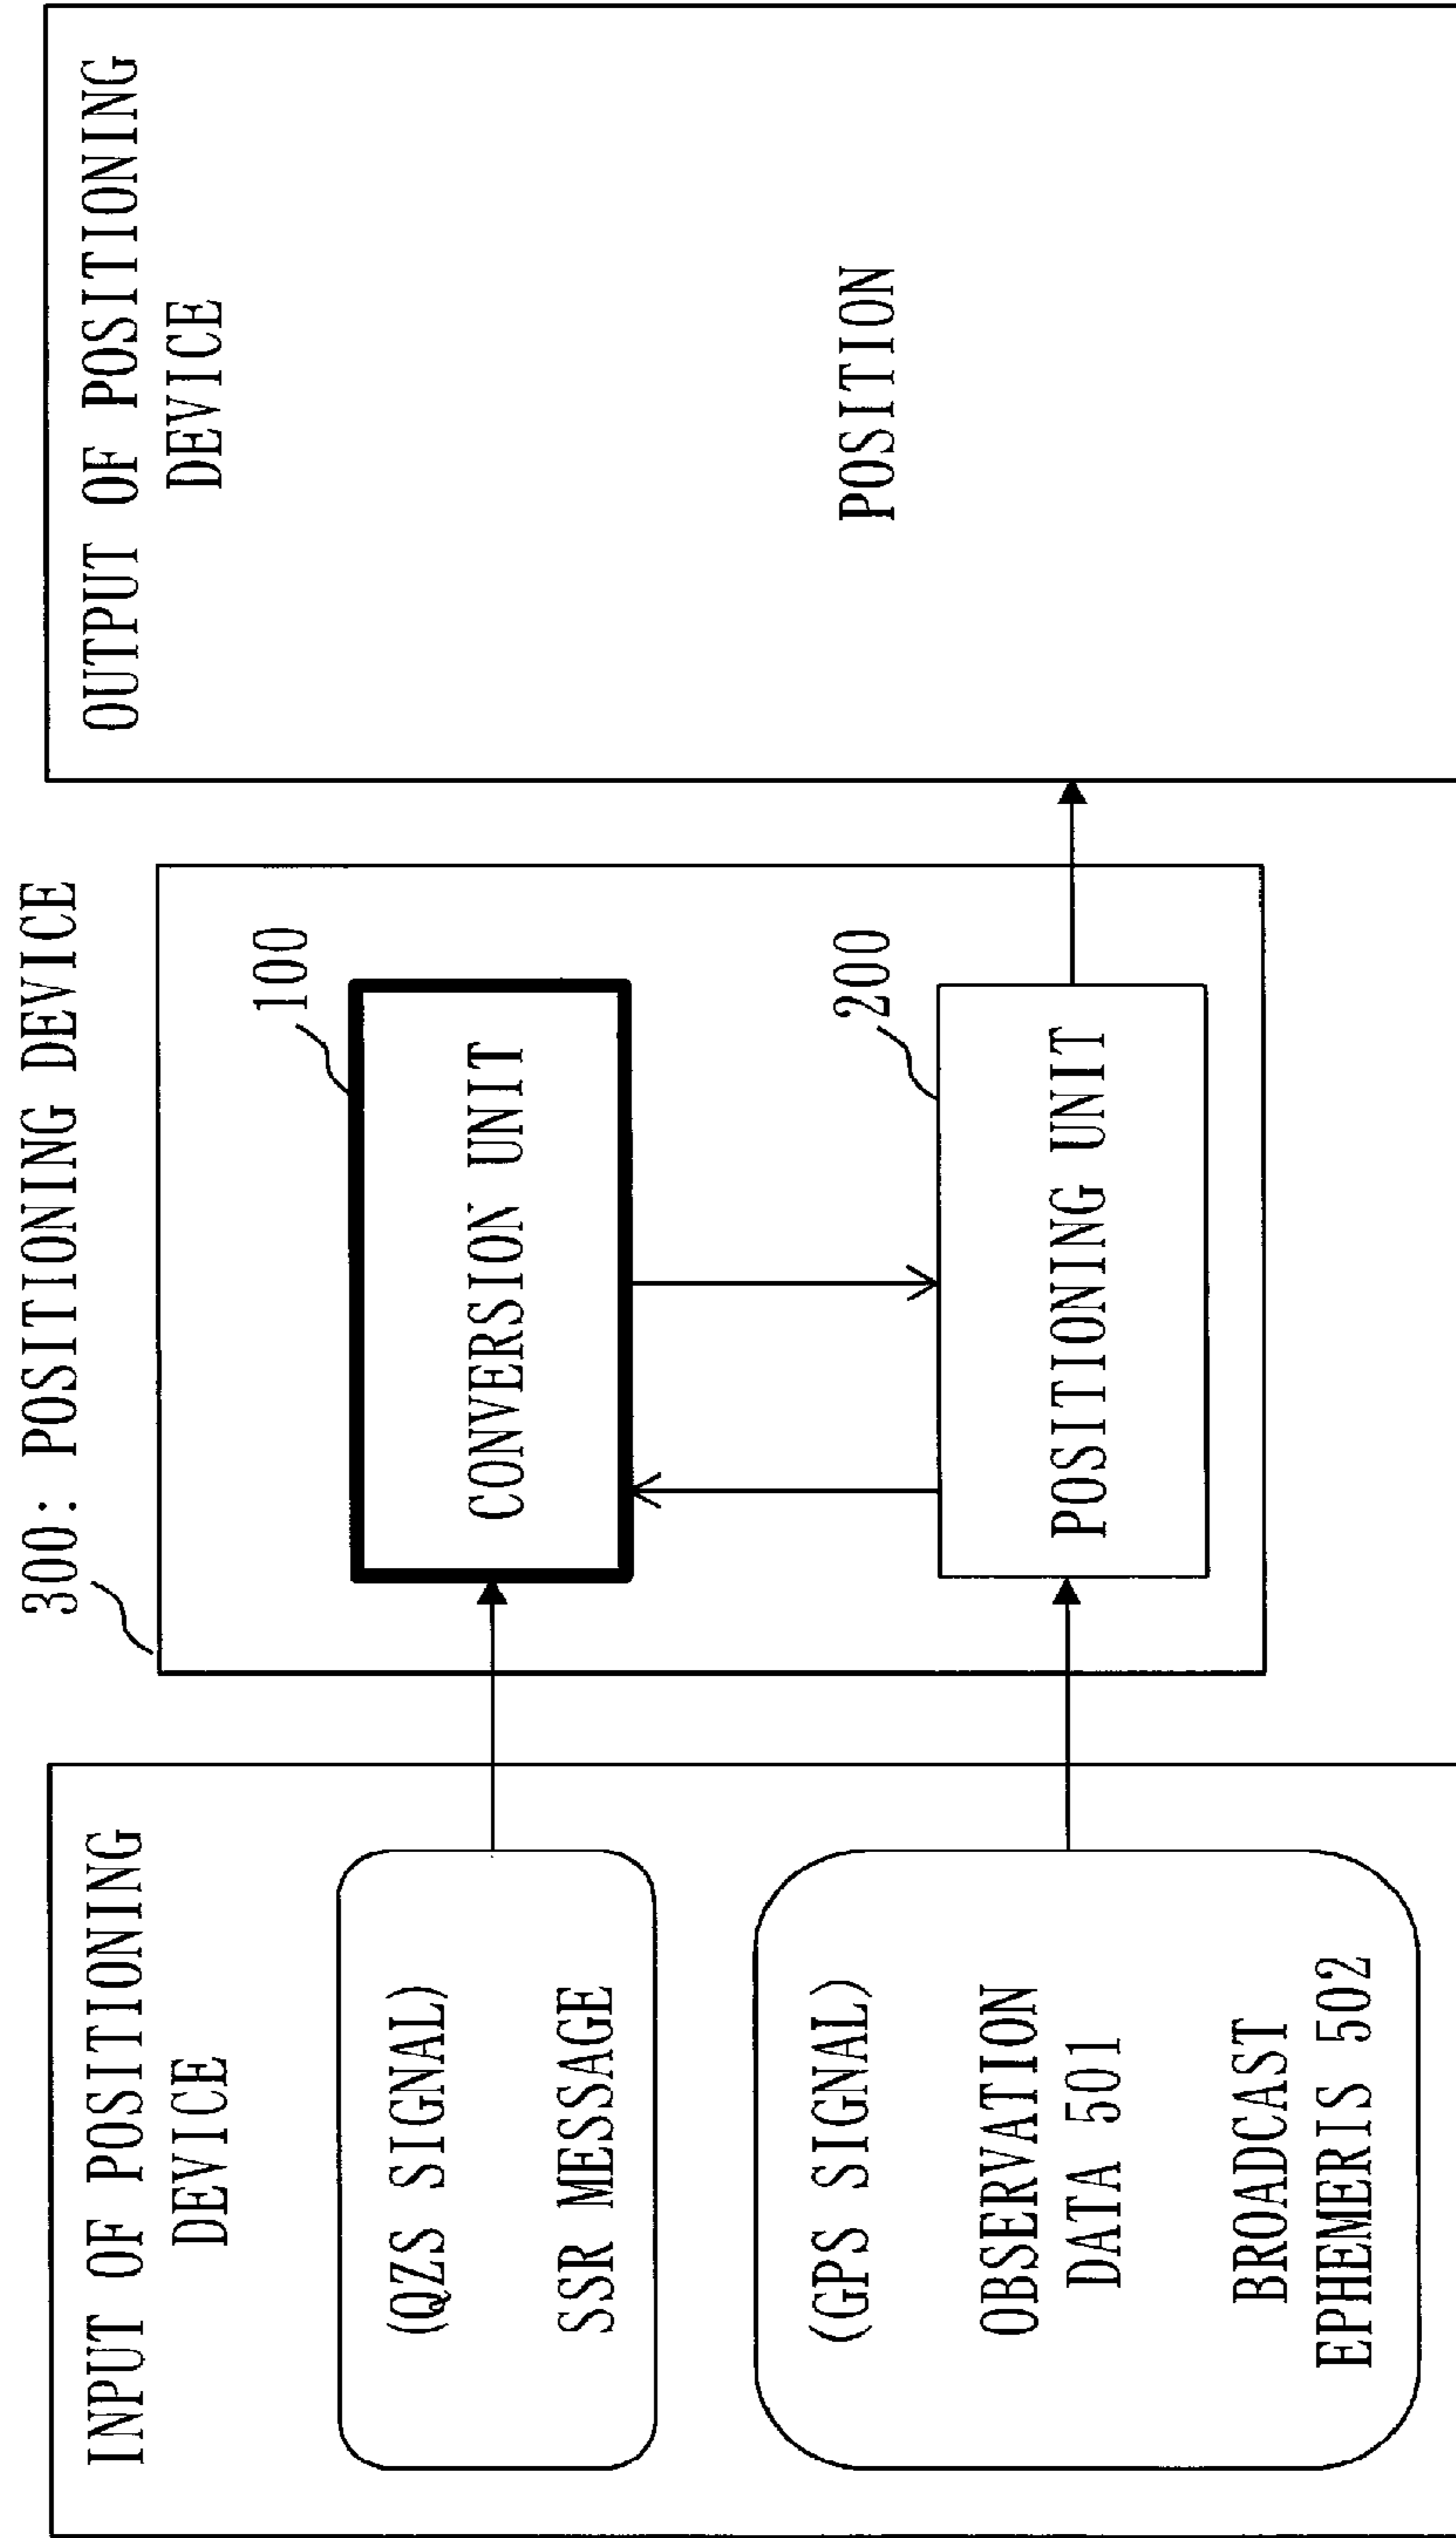 INPUT OF POSITIONING
DEVICE
(QZS SIGNAL)
SSR MESSAGE
(GPS SIGNAL)
OBSERVATION
DATA 501
BROADCAST
EPHEMERIS 502
300: POSITIONING DEVICE
100
CONVERSION UNIT
200
POSITIONING UNIT
OUTPUT OF POSITIONING
DEVICE
POSITION